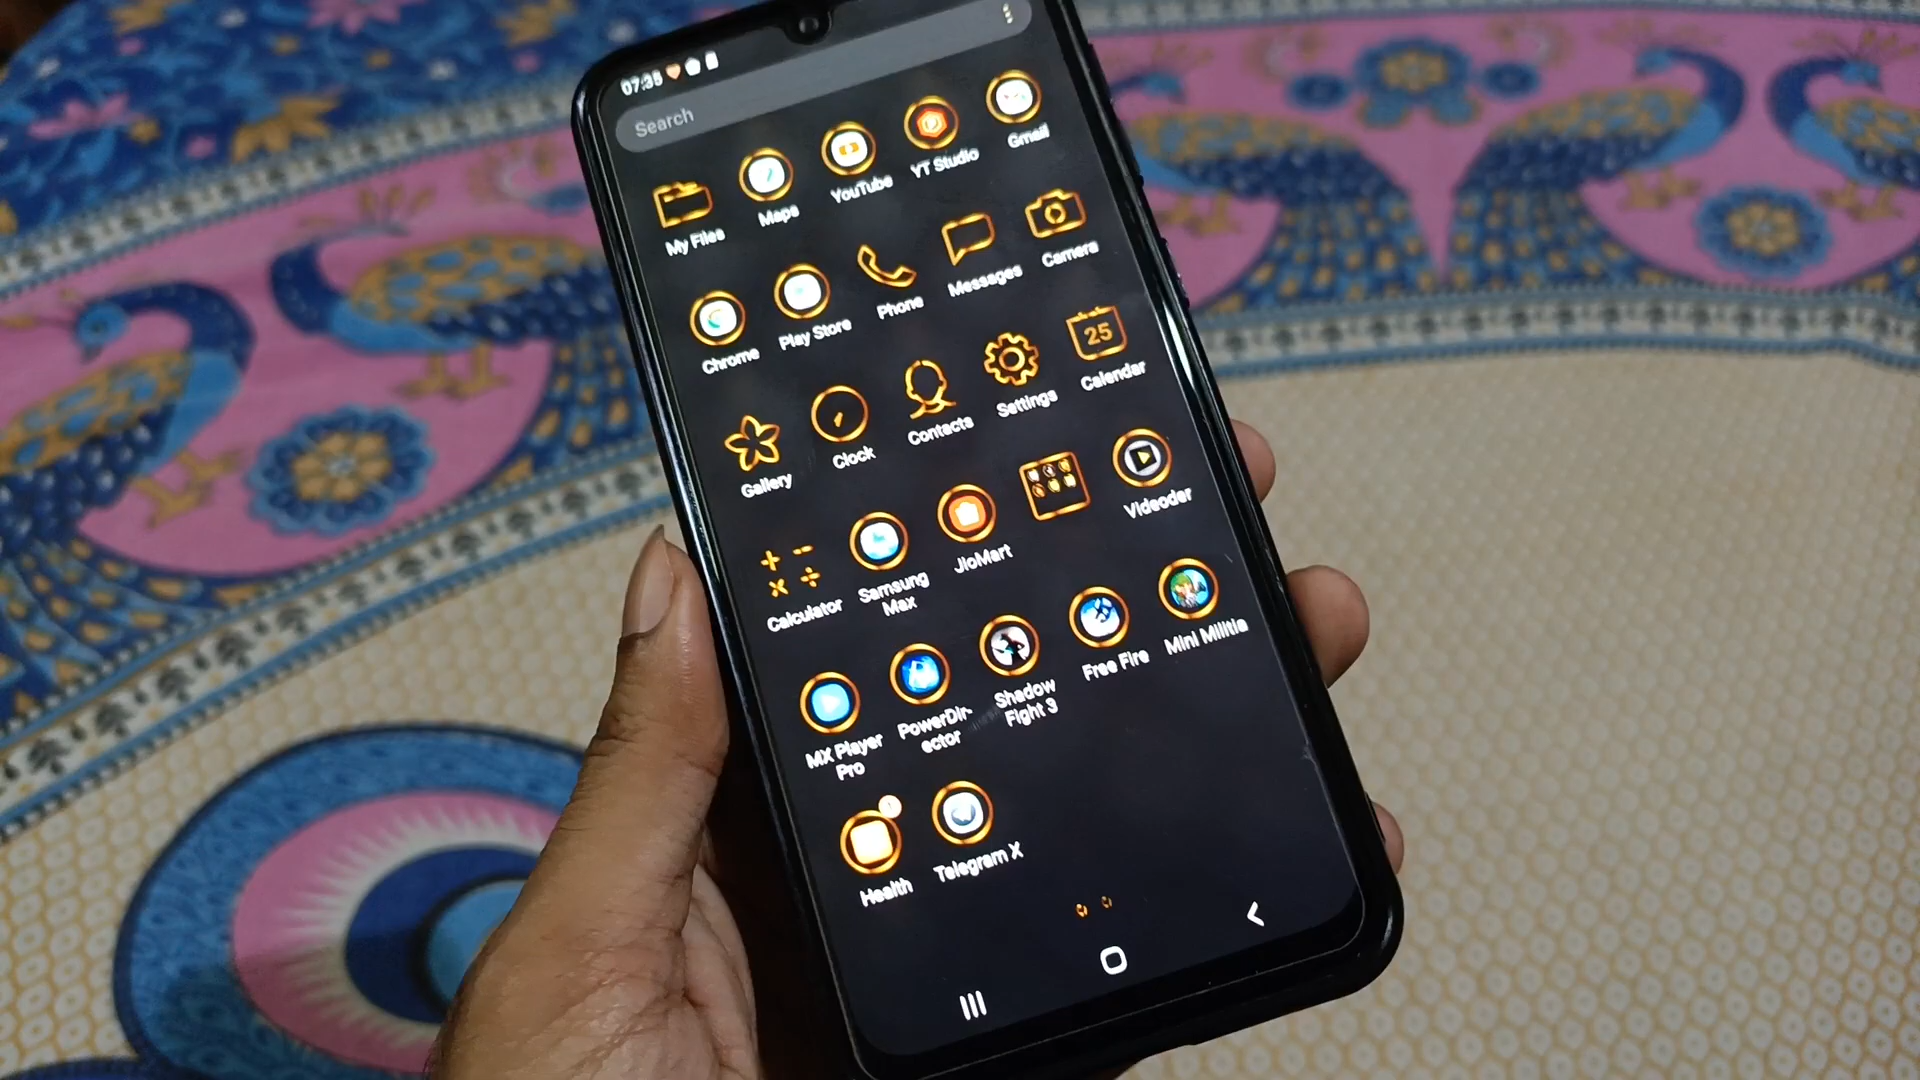 07:35
Search
My Files
Maps
YouTube
YT Studio
Gmail
Chrome
Play Store
Phone
Messages
Camera
Gallery
Clock
Contacts
Settings
25
Calendar
Calculator
Samsung
Max
JioMart
Videoder
MX Player
Pro
PowerDir-
ector
Shadow
Fight 3
Free Fire
Mini Militia
Health
Telegram X